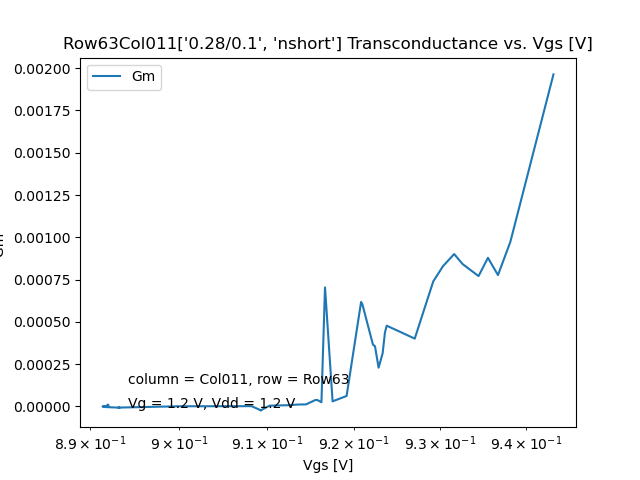 Row63Col011['0.28/0.1', 'nshort'] Transconductance vs. Vgs [V]
Gm
0.00200
0.00175
0.00150
0.00125
0.00100
0.00075
0.00050
0.00025
0.00000
Gm
column = Col011, row = Row63
Vg = 1.2 V, Vdd = 1.2 V
8.9 × 10⁻¹ 9 × 10⁻¹ 9.1 × 10⁻¹ 9.2 × 10⁻¹ 9.3 × 10⁻¹ 9.4 × 10⁻¹
Vgs [V]